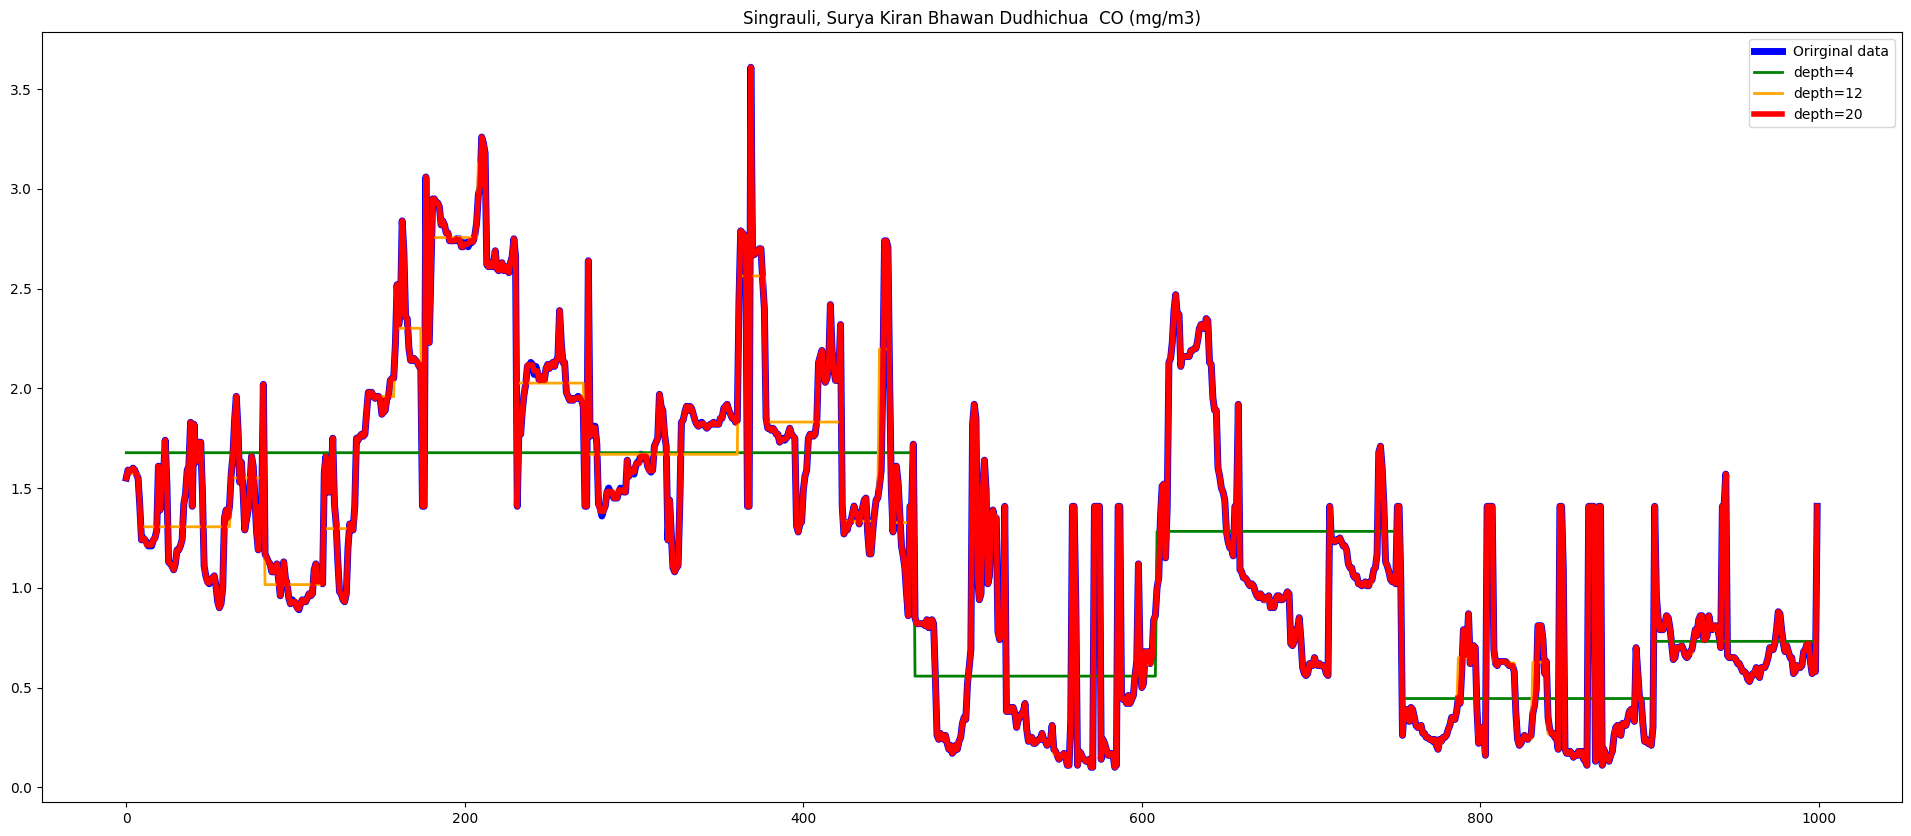 Singrauli, Surya Kiran Bhawan Dudhichua  CO (mg/m3)
Orirginal data
depth=4
depth=12
depth=20
3.5
3.0
2.5
2.0
1.5
1.0
0.5
0.0
0 200 400 600 800 1000